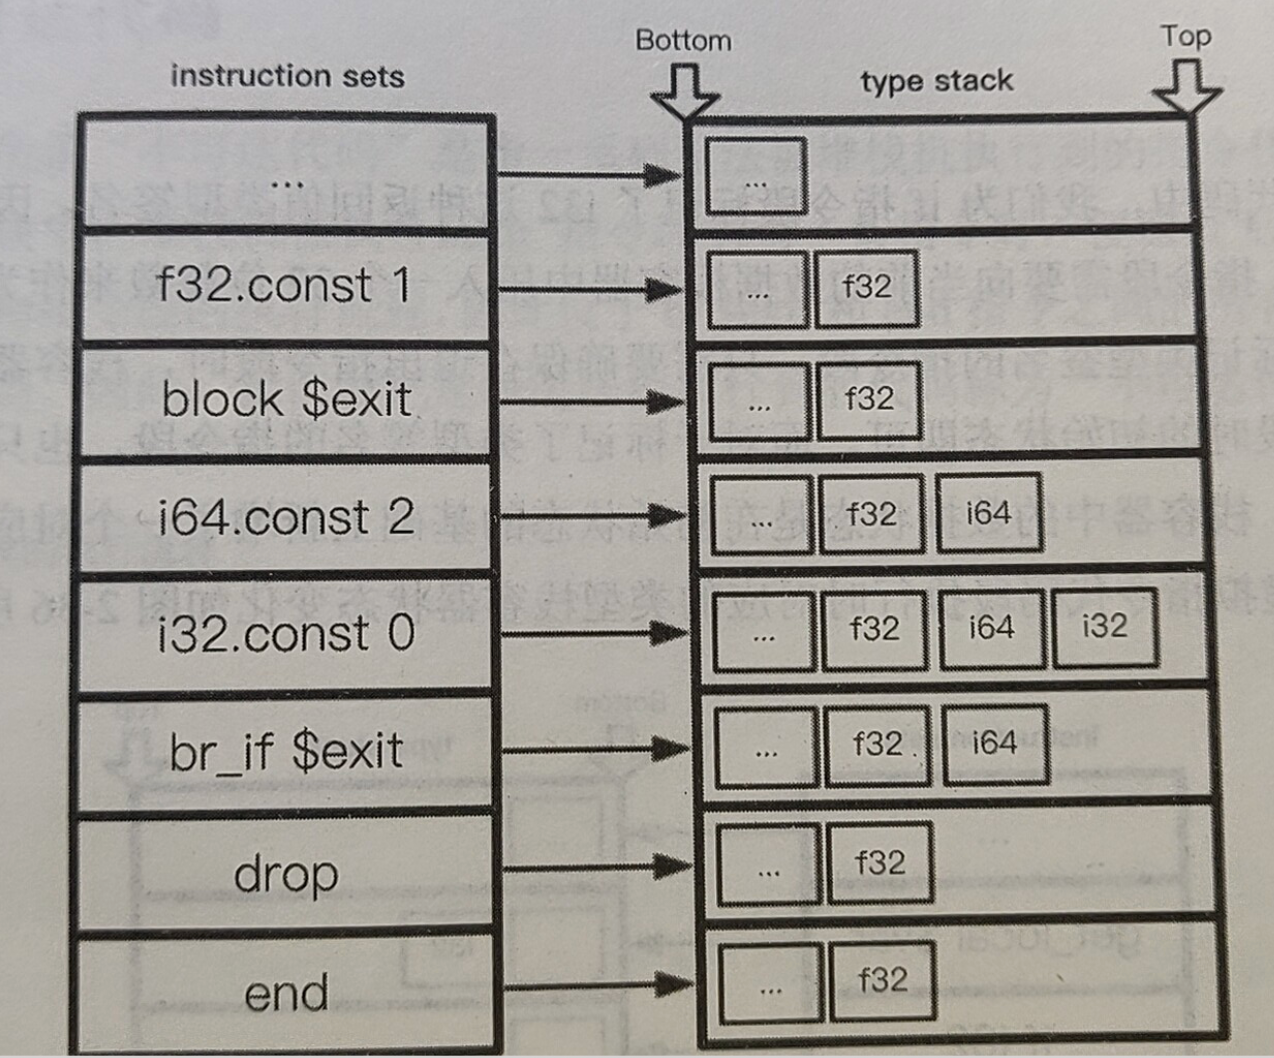 Bottom
Top
instruction sets
type stack
...
...
f32.const 1
... f32
block $exit
... f32
i64.const 2
... f32 i64
i32.const 0
... f32 i64 i32
br_if $exit
... f32 i64
drop
... f32
end
... f32